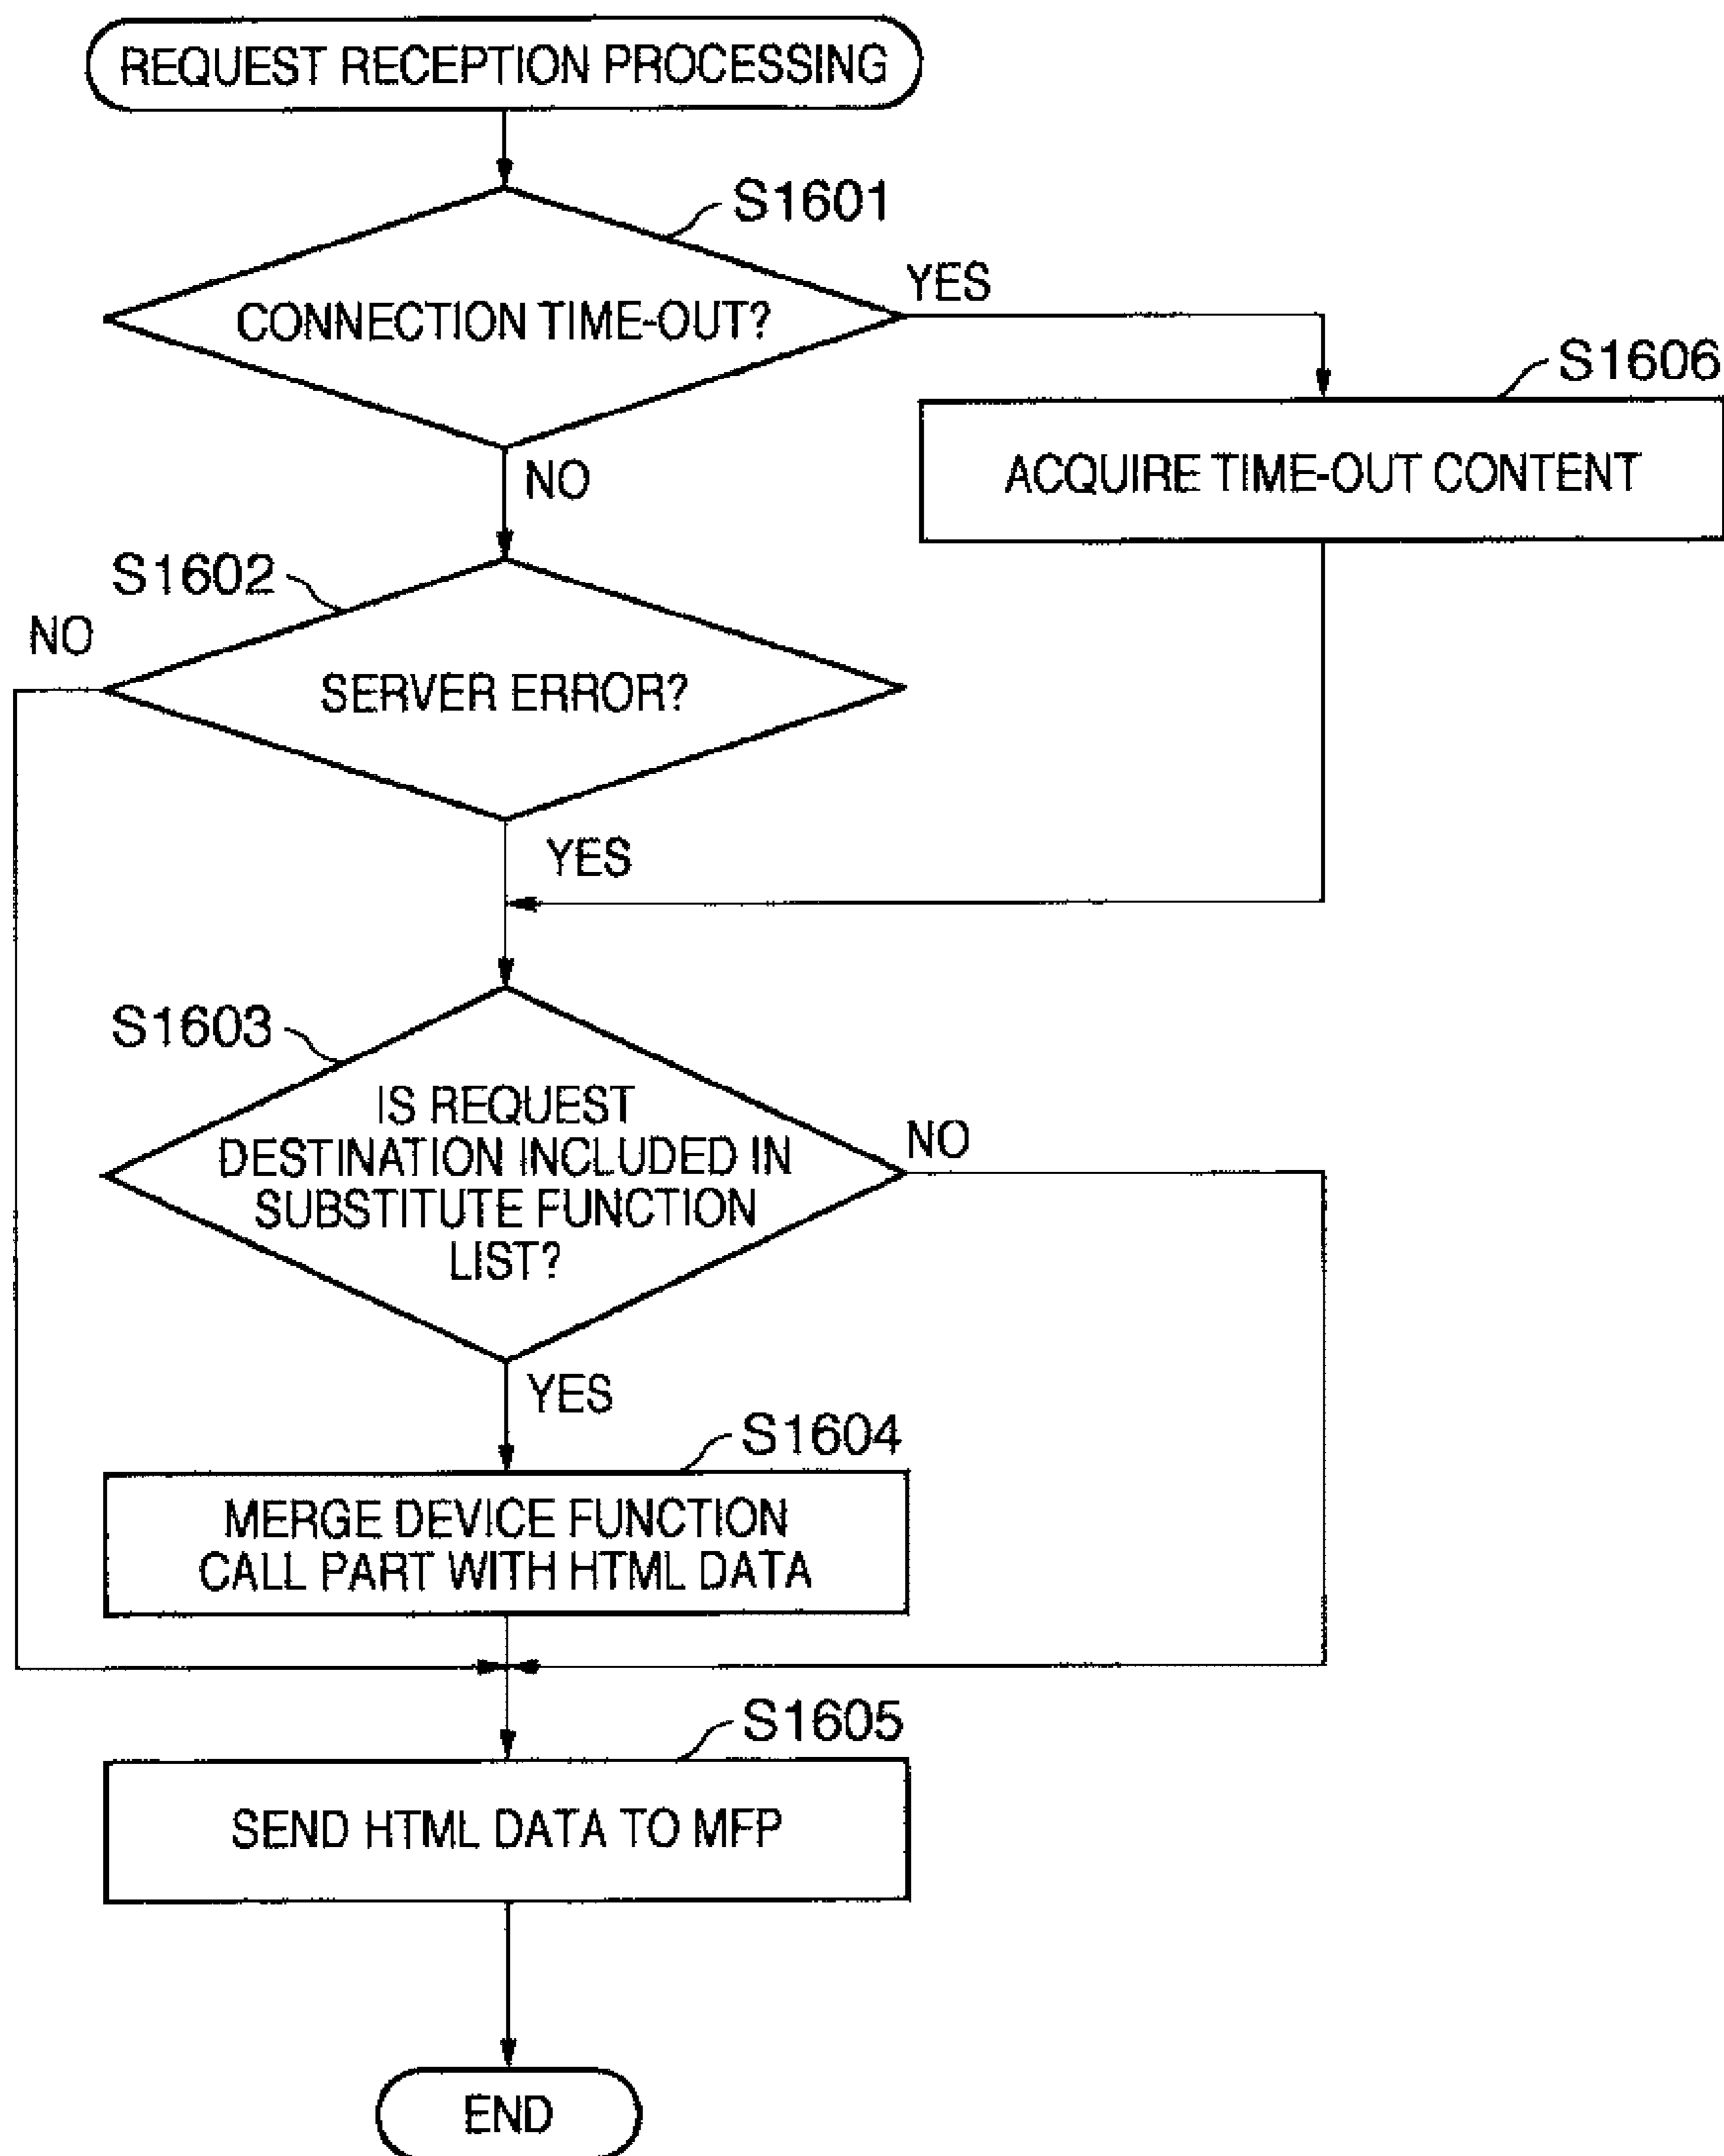 REQUEST RECEPTION PROCESSING
S1601
CONNECTION TIME-OUT?
YES
NO
S1606
ACQUIRE TIME-OUT CONTENT
S1602
NO
SERVER ERROR?
YES
S1603
IS REQUEST
DESTINATION INCLUDED IN
SUBSTITUTE FUNCTION
LIST?
NO
YES
S1604
MERGE DEVICE FUNCTION
CALL PART WITH HTML DATA
S1605
SEND HTML DATA TO MFP
END